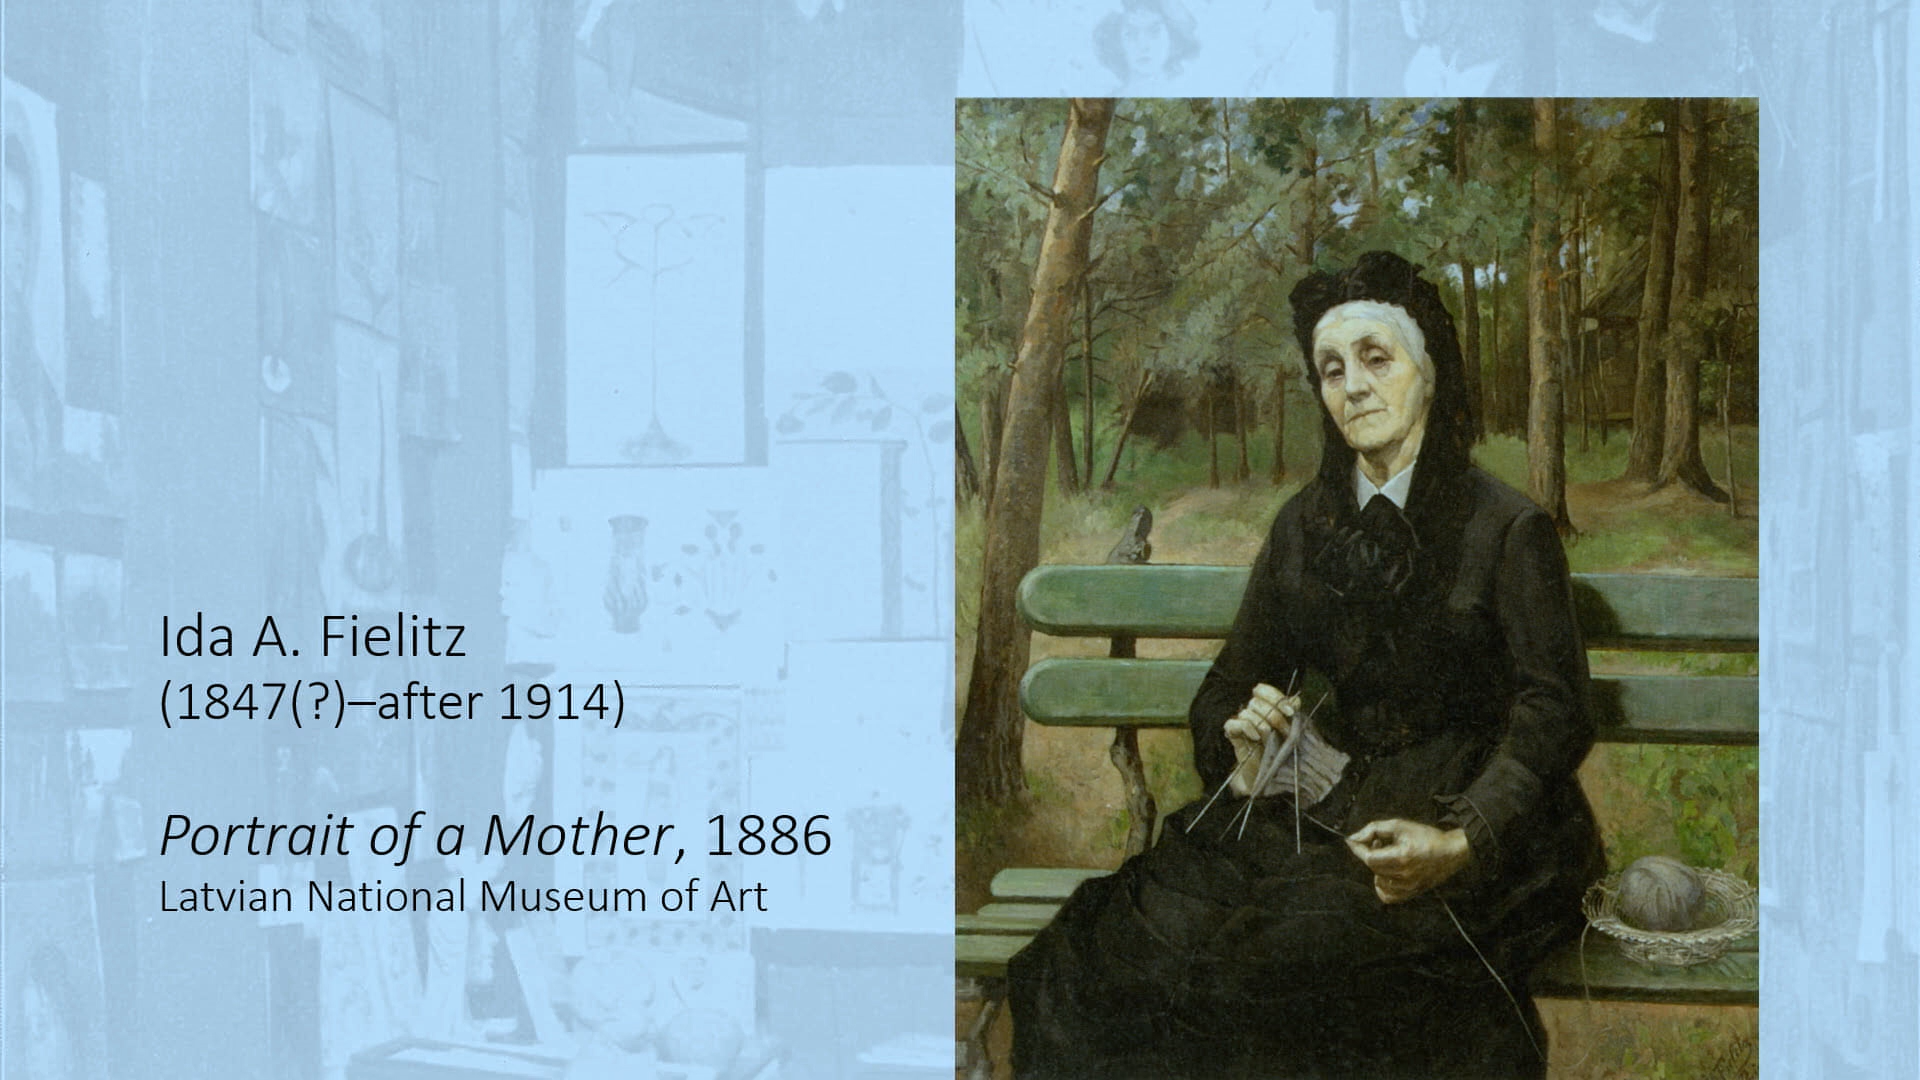 Ida A. Fielitz
(1847(?)–after 1914)
Portrait of a Mother, 1886
Latvian National Museum of Art